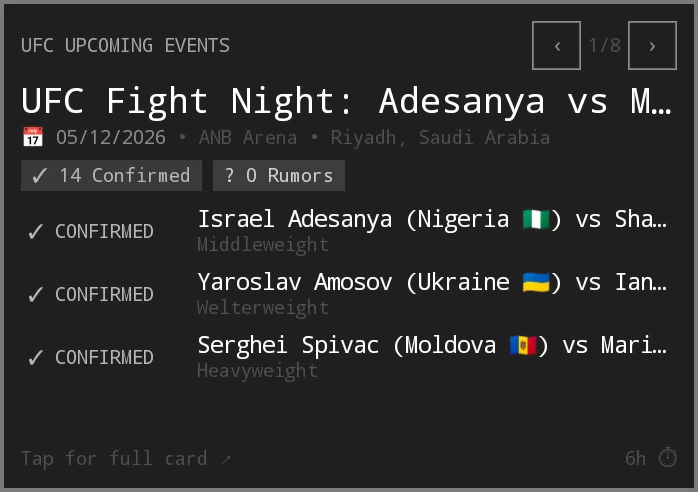 UFC UPCOMING EVENTS
‹ 1/8 ›
UFC Fight Night: Adesanya vs M…
📅 05/12/2026 • ANB Arena • Riyadh, Saudi Arabia
✓ 14 Confirmed ? 0 Rumors
✓ CONFIRMED Israel Adesanya (Nigeria 🇳🇬) vs Sha…
Middleweight
✓ CONFIRMED Yaroslav Amosov (Ukraine 🇺🇦) vs Ian…
Welterweight
✓ CONFIRMED Serghei Spivac (Moldova 🇲🇩) vs Mari…
Heavyweight
Tap for full card ↗
6h ⏱